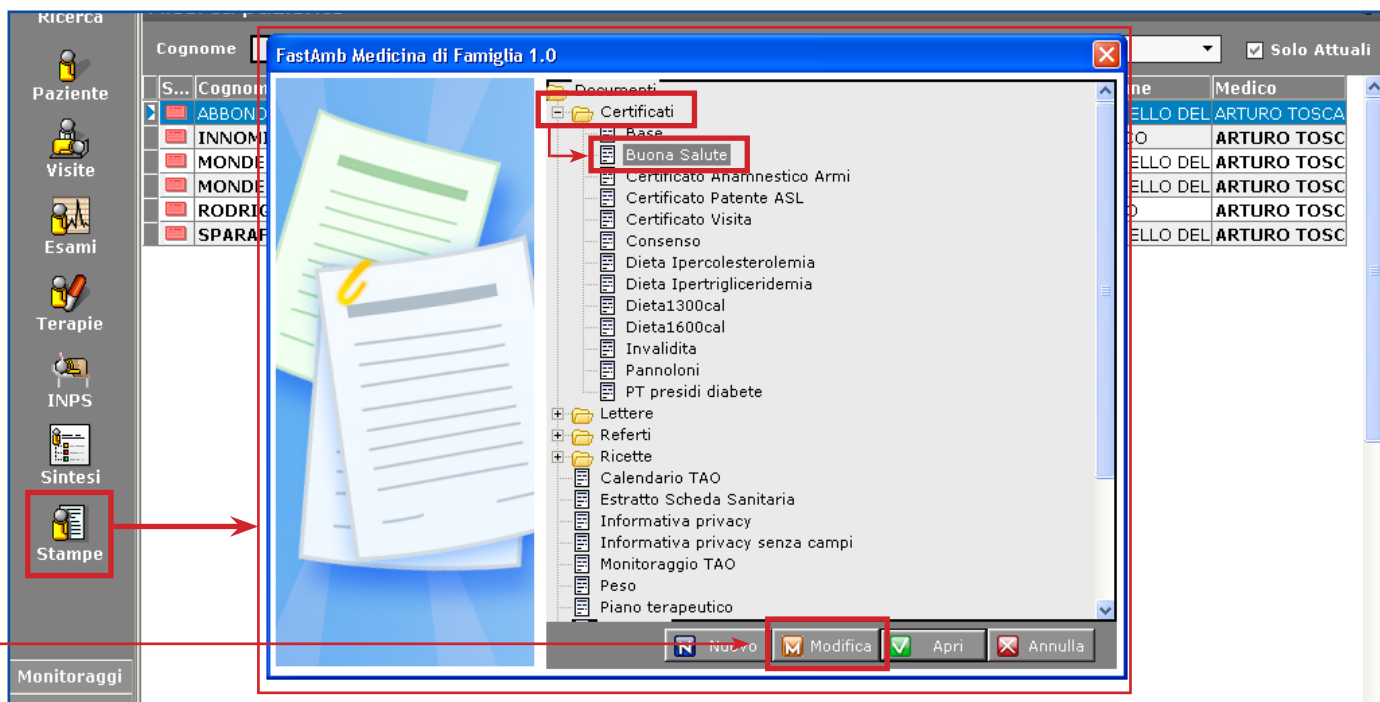 Ricerca
Paziente
Visite
Esami
Terapie
INPS
Sintesi
Stampe
Monitoraggi
Cognome
Solo Attuali
S... Cognom
Medico
ABBOND ELLO DEL ARTURO TOSCA
INNOMI CO ARTURO TOSC
MONDE ELLO DEL ARTURO TOSC
MONDE ELLO DEL ARTURO TOSC
RODRIG ARTURO TOSC
SPARAF ELLO DEL ARTURO TOSC
FastAmb Medicina di Famiglia 1.0
Documenti
Certificati
Base
Buona Salute
Certificato Anamnestico Armi
Certificato Patente ASL
Certificato Visita
Consenso
Dieta Ipercolesterolemia
Dieta Ipertrigliceridemia
Dieta1300cal
Dieta1600cal
Invalidita
Pannoloni
PT presidi diabete
Lettere
Referti
Ricette
Calendario TAO
Estratto Scheda Sanitaria
Informativa privacy
Informativa privacy senza campi
Monitoraggio TAO
Peso
Piano terapeutico
Nuovo Modifica Apri Annulla